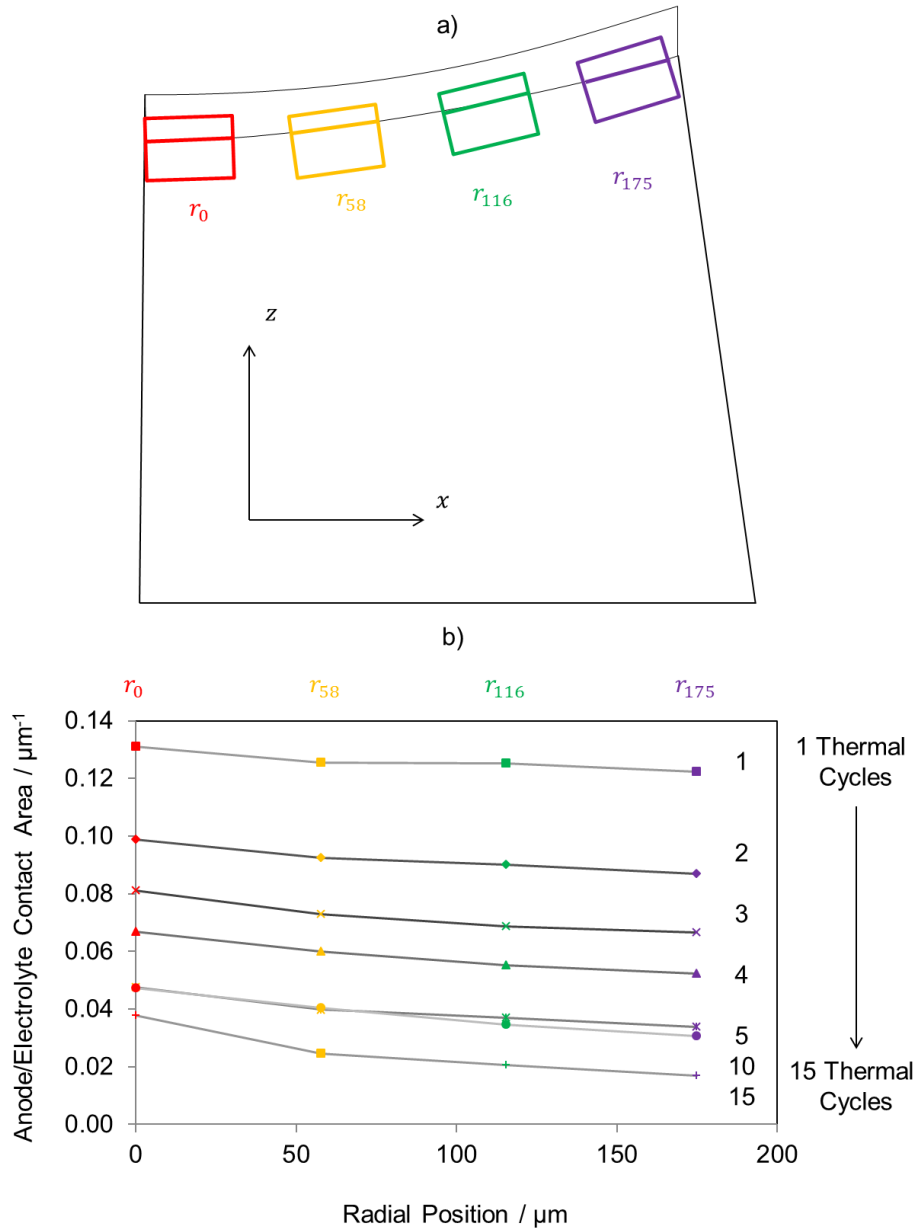 a)
r₀
r₅₈
r₁₁₆
r₁₇₅
z
x
b)
r₀ r₅₈ r₁₁₆ r₁₇₅
Anode/Electrolyte Contact Area / µm⁻¹
0.14
0.12
0.10
0.08
0.06
0.04
0.02
0.00
1
2
3
4
5
10
15
1 Thermal
Cycles
15 Thermal
Cycles
0 50 100 150 200
Radial Position / µm